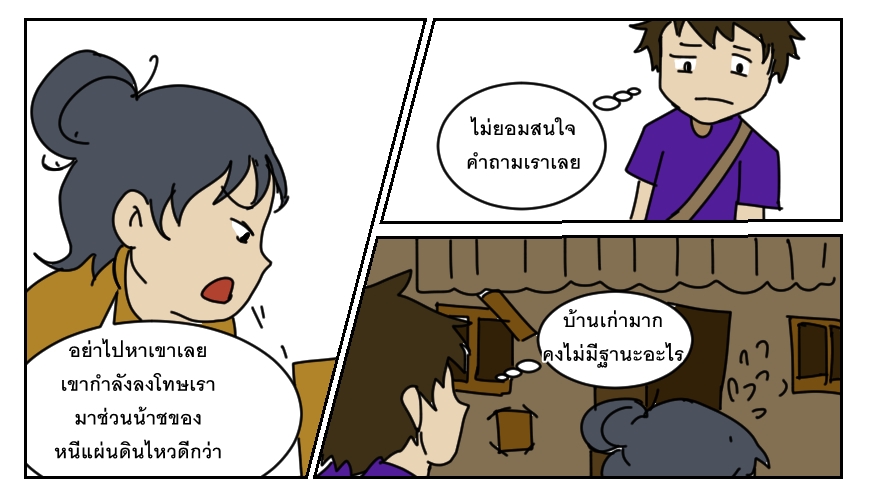 อย่าไปหาเขาเลย
เขากำลังลงโทษเรา
มาช่วนน้าชของ
หนีแผ่นดินไหวดีกว่า
ไม่ยอมสนใจ
คำถามเราเลย
บ้านเก่ามาก
คงไม่มีฐานะอะไร